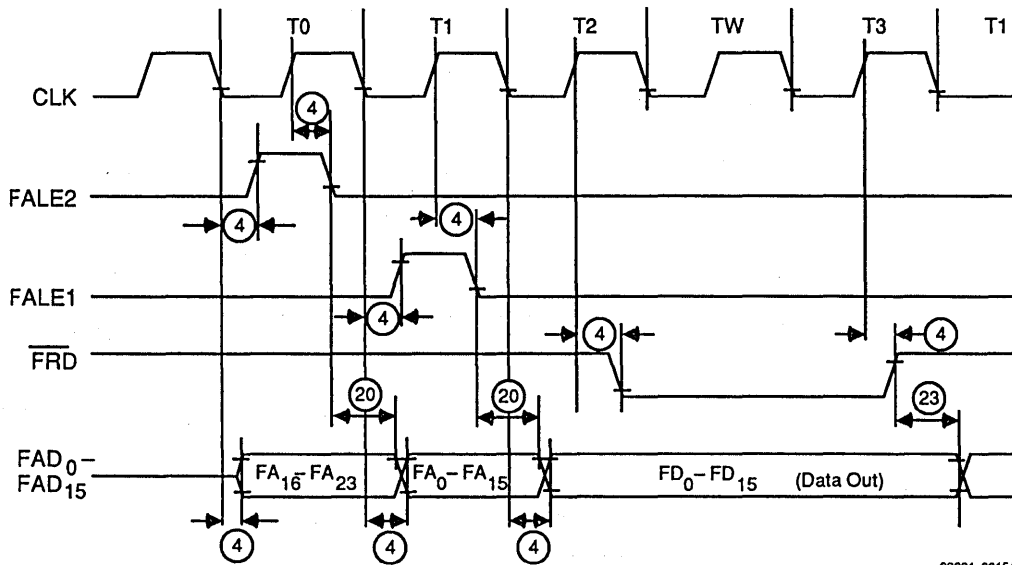 T0 T1 T2 TW T3 T1
CLK
4
FALE2
4 4
FALE1
4 4 4
FRD
20 20 23
FAD0–
FAD15
FA16–FA23 FA0–FA15 FD0–FD15 (Data Out)
4 4 4